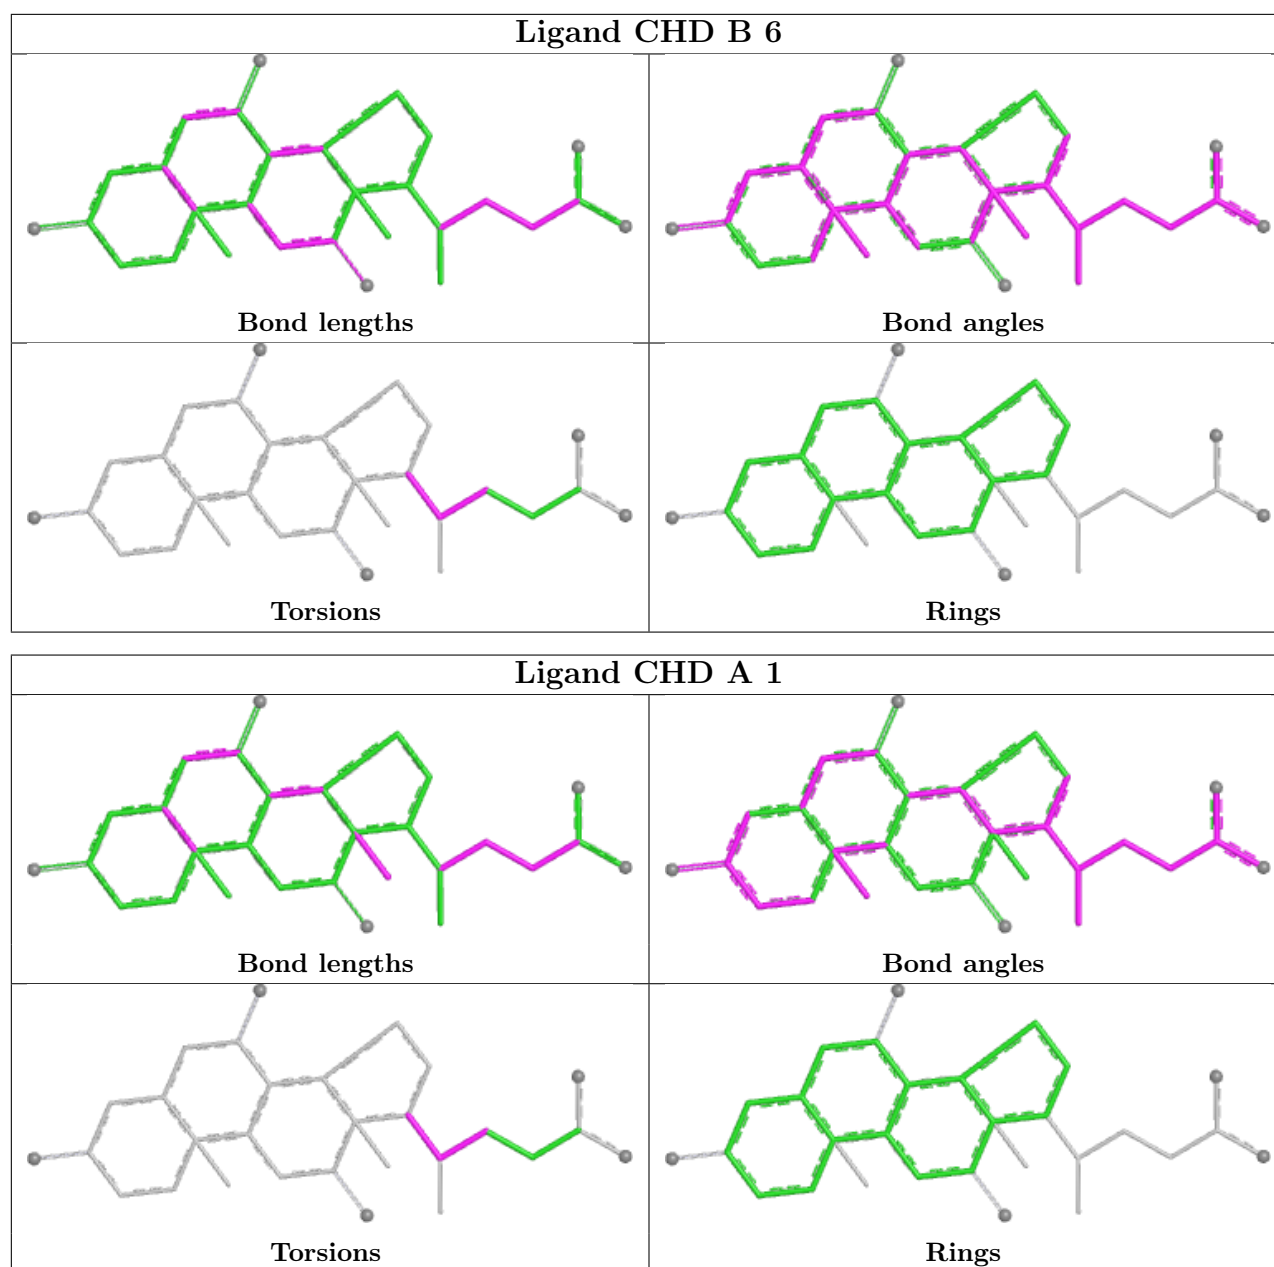 Ligand CHD B 6
Bond lengths
Bond angles
Torsions
Rings
Ligand CHD A 1
Bond lengths
Bond angles
Torsions
Rings